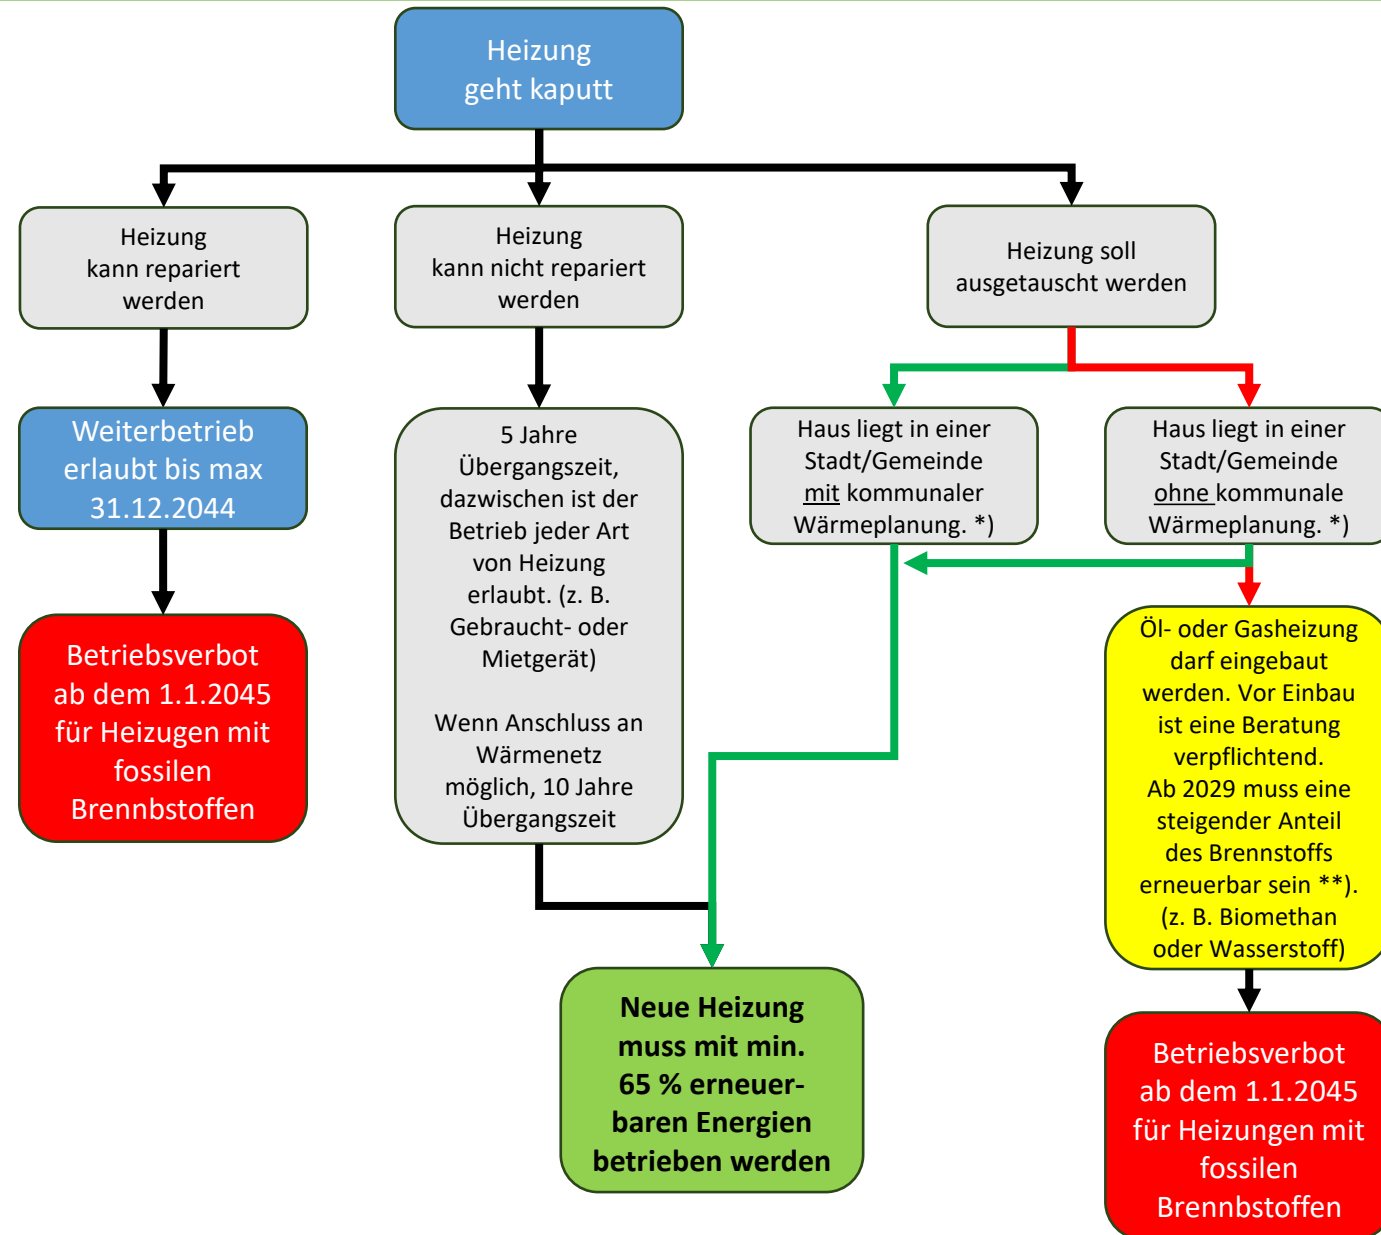 Heizung
geht kaputt
Heizung
kann repariert
werden
Heizung
kann nicht repariert
werden
Heizung soll
ausgetauscht werden
Weiterbetrieb
erlaubt bis max
31.12.2044
5 Jahre
Übergangszeit,
dazwischen ist der
Betrieb jeder Art
von Heizung
erlaubt. (z. B.
Gebraucht- oder
Mietgerät)
Wenn Anschluss an
Wärmenetz
möglich, 10 Jahre
Übergangszeit
Haus liegt in einer
Stadt/Gemeinde
mit kommunaler
Wärmeplanung. *)
Haus liegt in einer
Stadt/Gemeinde
ohne kommunale
Wärmeplanung. *)
Betriebsverbot
ab dem 1.1.2045
für Heizugen mit
fossilen
Brennbstoffen
Öl- oder Gasheizung
darf eingebaut
werden. Vor Einbau
ist eine Beratung
verpflichtend.
Ab 2029 muss eine
steigender Anteil
des Brennstoffs
erneuerbar sein **).
(z. B. Biomethan
oder Wasserstoff)
Neue Heizung
muss mit min.
65 % erneuer-
baren Energien
betrieben werden
Betriebsverbot
ab dem 1.1.2045
für Heizungen mit
fossilen
Brennbstoffen